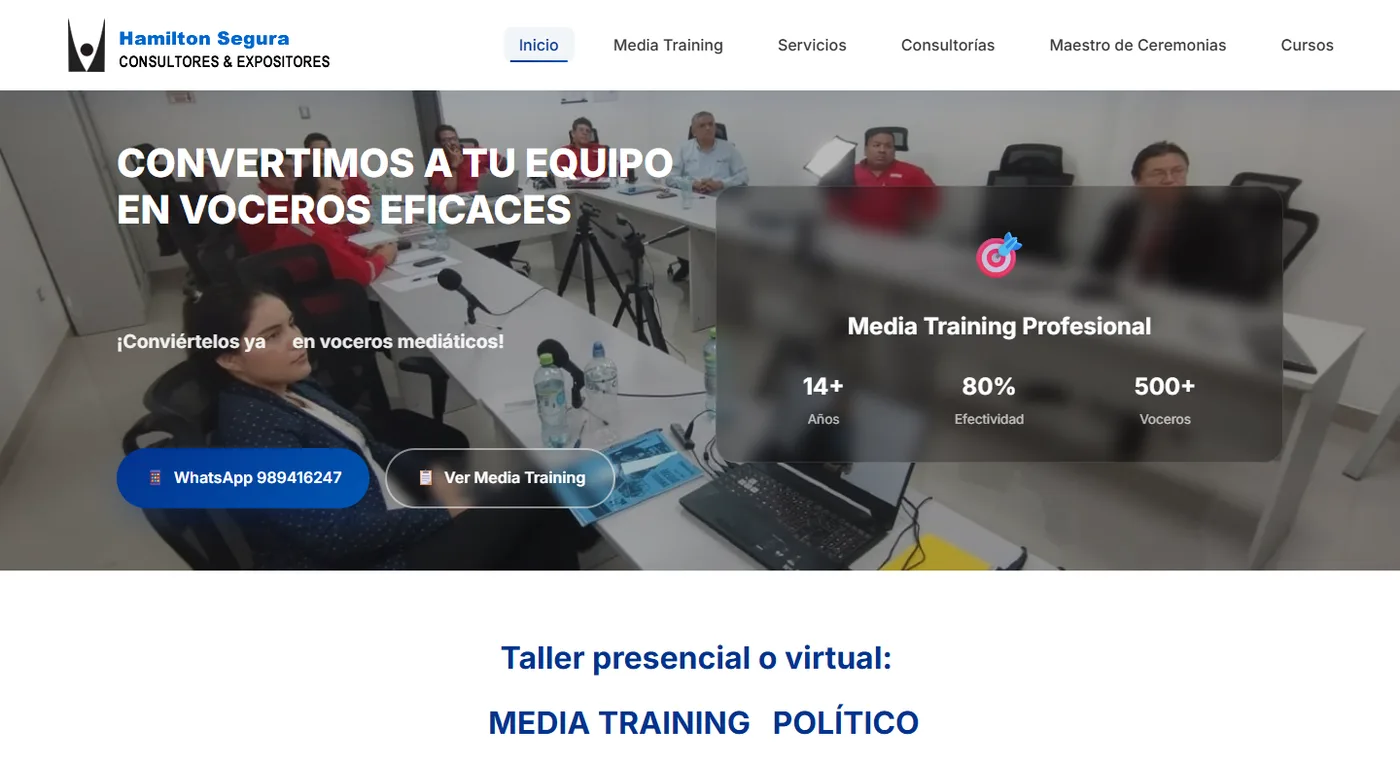 Hamilton Segura
CONSULTORES & EXPOSITORES
Inicio
Media Training
Servicios
Consultorías
Maestro de Ceremonias
Cursos
CONVERTIMOS A TU EQUIPO
EN VOCEROS EFICACES
¡Conviértelos ya en voceros mediáticos!
WhatsApp 989416247
Ver Media Training
Media Training Profesional
14+
Años
80%
Efectividad
500+
Voceros
Taller presencial o virtual:
MEDIA TRAINING POLÍTICO